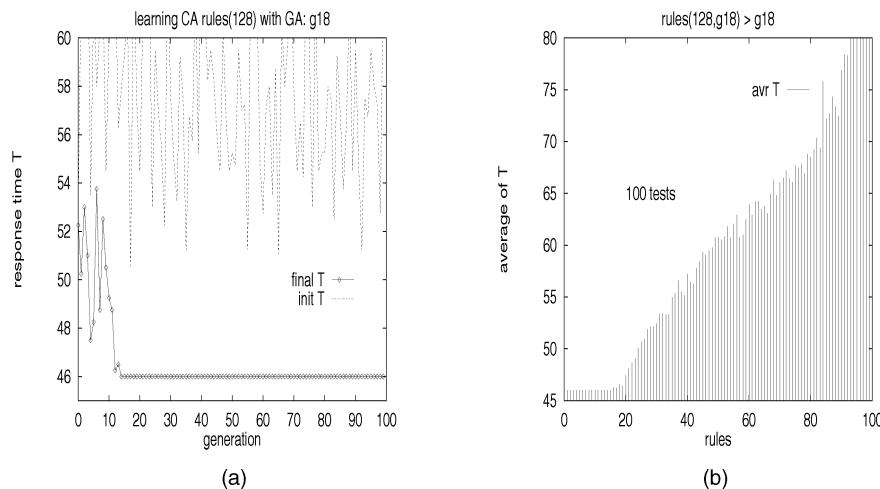 learning CA rules(128) with GA: g18
response time T
60
58
56
54
52
50
48
46
final T
init T
0 10 20 30 40 50 60 70 80 90 100
generation
(a)
rules(128,g18) > g18
average of T
80
75
70
65
60
55
50
45
avr T
100 tests
0 20 40 60 80 100
rules
(b)